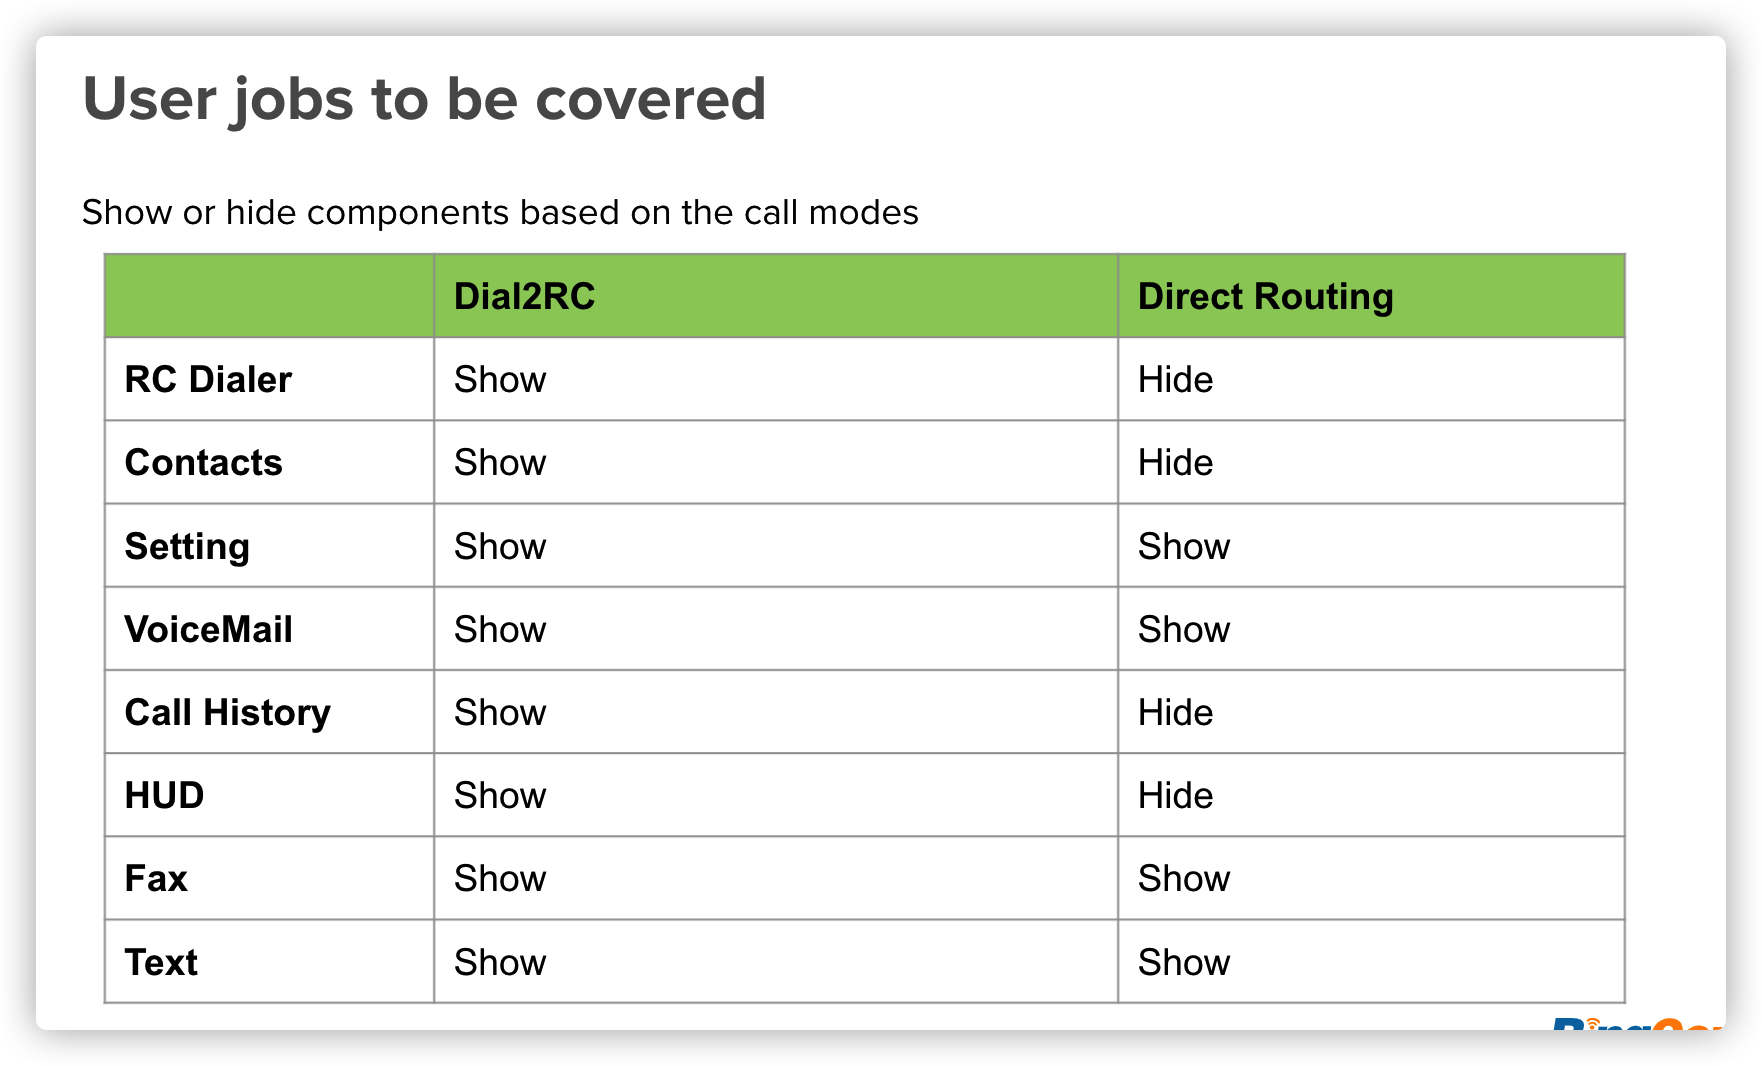 User jobs to be covered
Show or hide components based on the call modes
Dial2RC Direct Routing
RC Dialer Show Hide
Contacts Show Hide
Setting Show Show
VoiceMail Show Show
Call History Show Hide
HUD Show Hide
Fax Show Show
Text Show Show